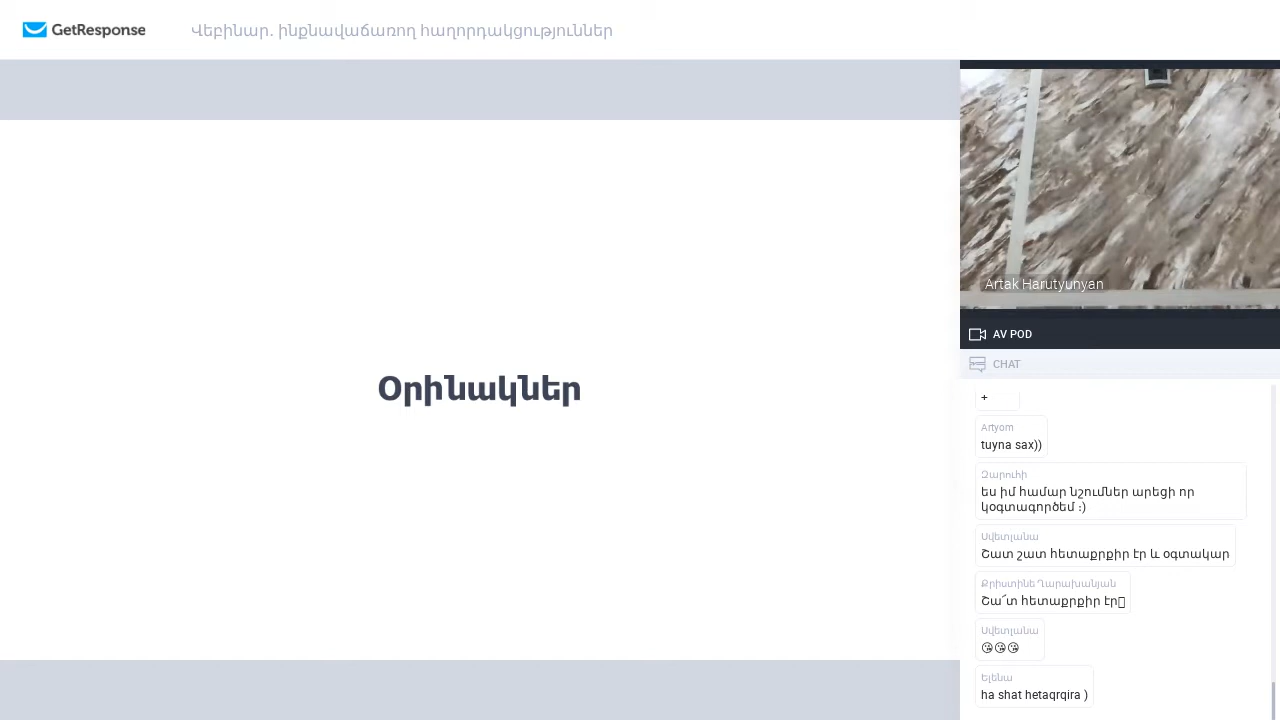 GetResponse
Վեբինար. ինքնավաճառող հաղորդակցություններ
Օրինակներ
Artak Harutyunyan
AV POD
CHAT
+
Artyom
tuyna sax))
Զարուհի
ես իմ համար նշումներ արեցի որ
կօգտագործեմ ։)
Սվետլանա
Շատ շատ հետաքրքիր էր և օգտակար
Քրիստինե Ղարախանյան
Շա՜տ հետաքրքիր էր
Սվետլանա
😘😘😘
Ելենա
ha shat hetaqrqira )